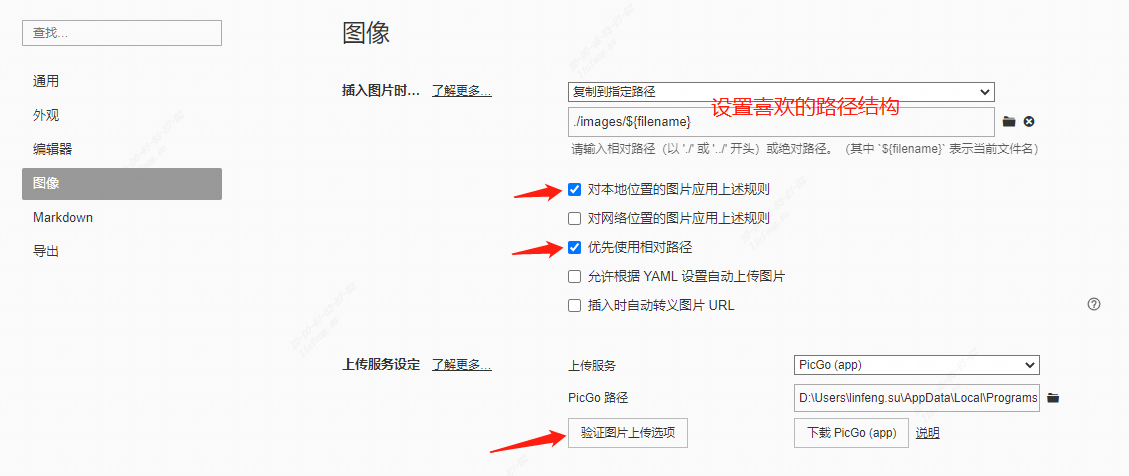 查找...
图像
通用
外观
编辑器
图像
Markdown
导出
插入图片时... 了解更多...
复制到指定路径
设置喜欢的路径结构
./images/${filename}
请输入相对路径（以 './' 或 '../' 开头）或绝对路径。（其中 `${filename}` 表示当前文件名）
对本地位置的图片应用上述规则
对网络位置的图片应用上述规则
优先使用相对路径
允许根据 YAML 设置自动上传图片
插入时自动转义图片 URL
上传服务设定 了解更多...
上传服务 PicGo (app)
PicGo 路径 D:\Users\linfeng.su\AppData\Local\Programs
验证图片上传选项 下载 PicGo (app) 说明